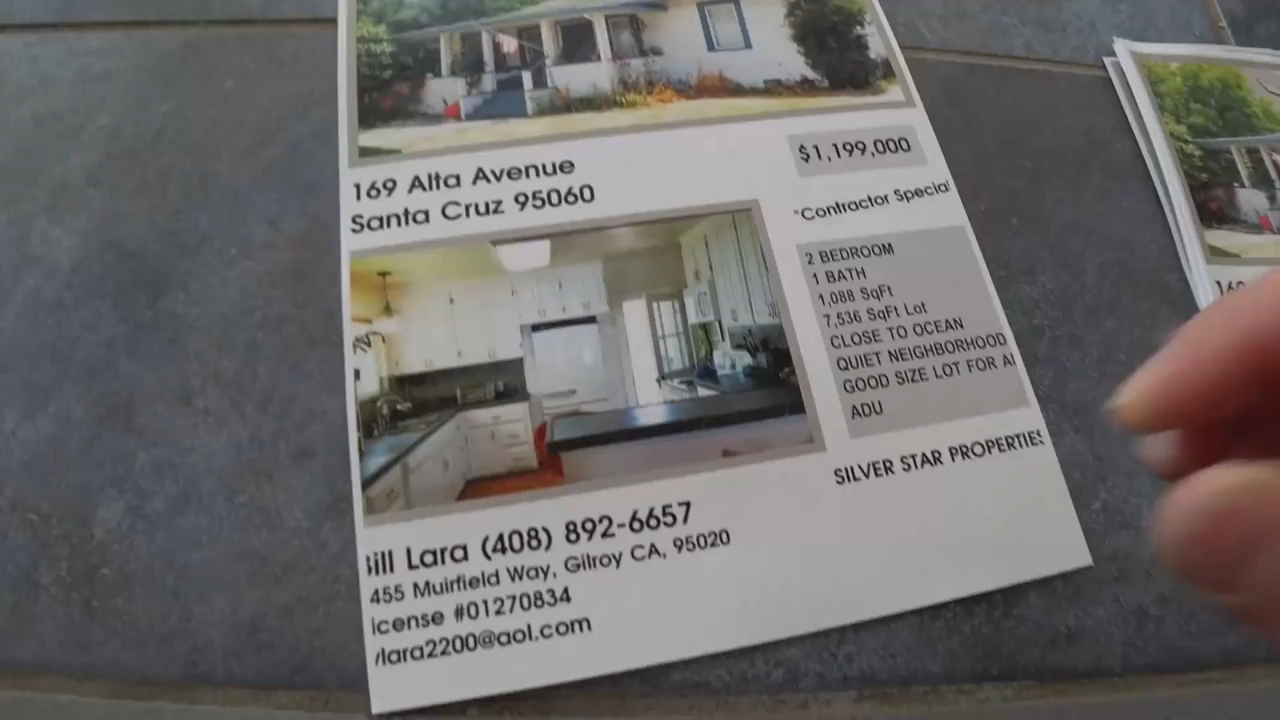 169 Alta Avenue
Santa Cruz 95060
$1,199,000
"Contractor Special
2 BEDROOM
1 BATH
1,088 SqFt
7,536 SqFt Lot
CLOSE TO OCEAN
QUIET NEIGHBORHOOD
GOOD SIZE LOT FOR A
ADU
SILVER STAR PROPERTIES
Bill Lara (408) 892-6657
455 Muirfield Way, Gilroy CA, 95020
icense #01270834
lara2200@aol.com
169